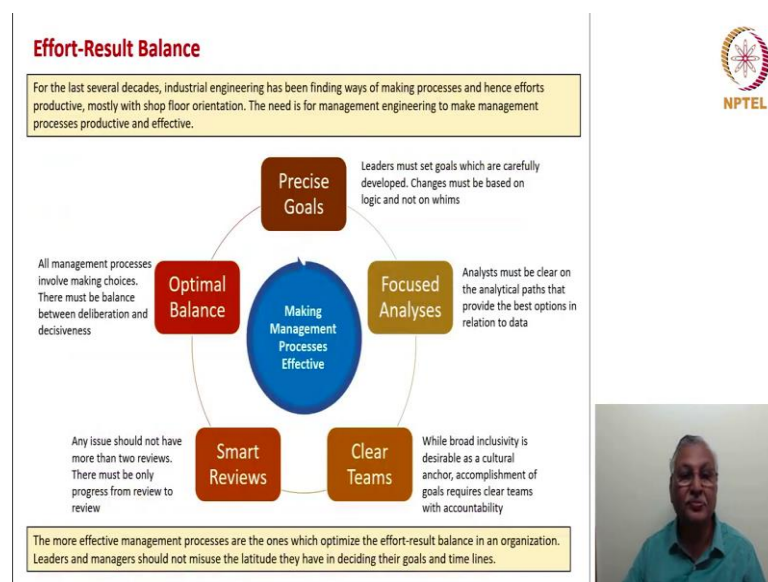 Effort-Result Balance
NPTEL
For the last several decades, industrial engineering has been finding ways of making processes and hence efforts
productive, mostly with shop floor orientation. The need is for management engineering to make management
processes productive and effective.
Precise
Goals
Leaders must set goals which are carefully
developed. Changes must be based on
logic and not on whims
All management processes
involve making choices.
There must be balance
between deliberation and
decisiveness
Optimal
Balance
Making
Management
Processes
Effective
Focused
Analyses
Analysts must be clear on
the analytical paths that
provide the best options in
relation to data
Any issue should not have
more than two reviews.
There must be only
progress from review to
review
Smart
Reviews
Clear
Teams
While broad inclusivity is
desirable as a cultural
anchor, accomplishment of
goals requires clear teams
with accountability
The more effective management processes are the ones which optimize the effort-result balance in an organization.
Leaders and managers should not misuse the latitude they have in deciding their goals and time lines.